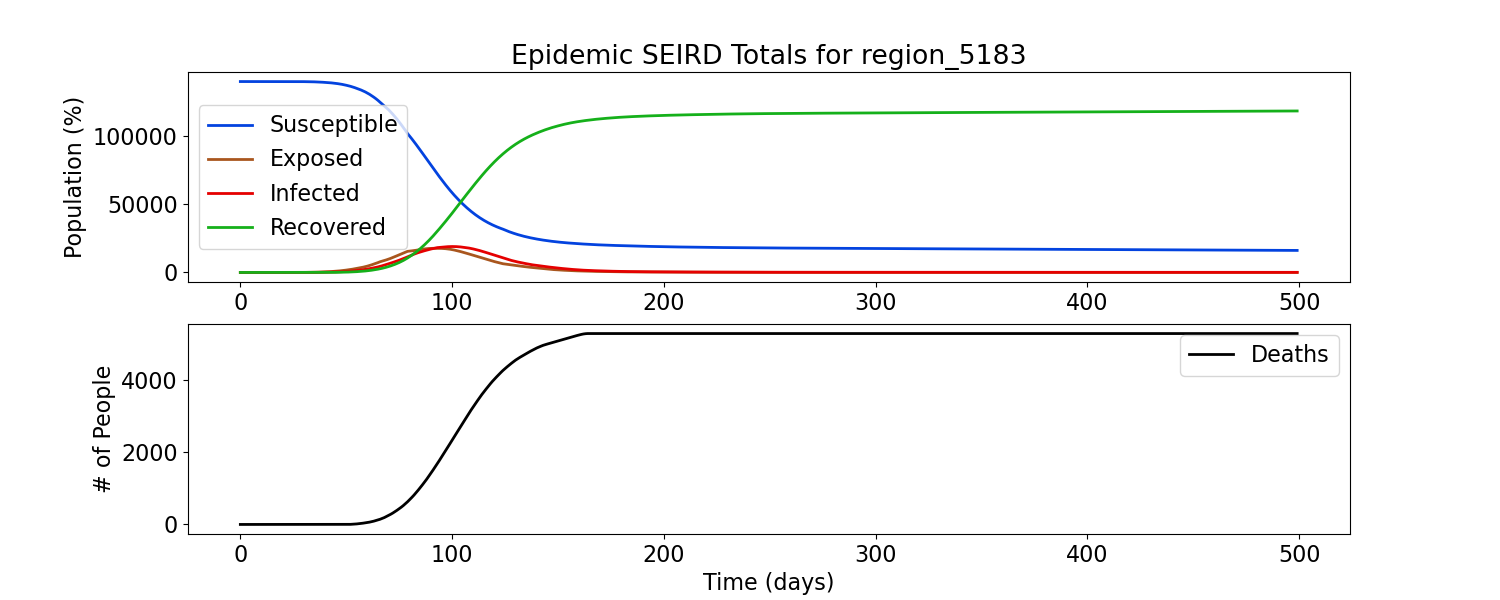 Epidemic SEIRD Totals for region_5183
Population (%)
100000
50000
0
Susceptible
Exposed
Infected
Recovered
0 100 200 300 400 500
# of People
4000
2000
0
Deaths
0 100 200 300 400 500
Time (days)